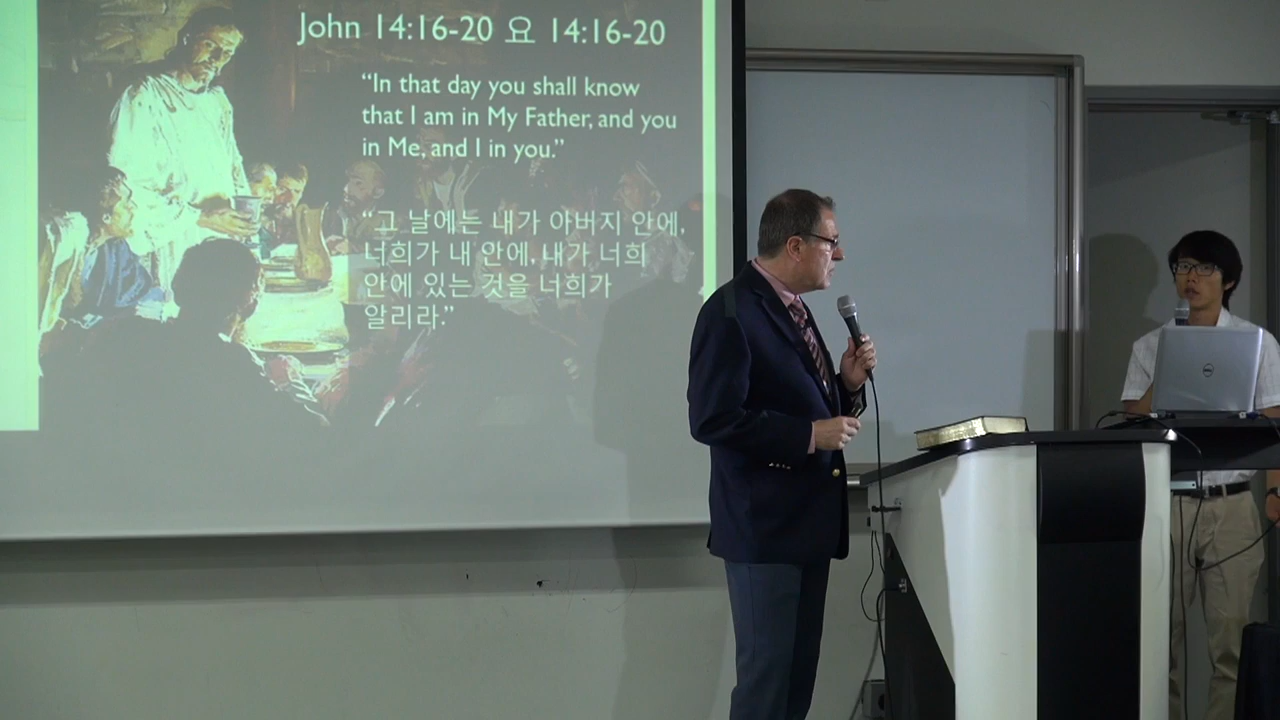 John 14:16-20 요 14:16-20
“In that day you shall know
that I am in My Father, and you
in Me, and I in you.”
“그 날에는 내가 아버지 안에,
너희가 내 안에, 내가 너희
안에 있는 것을 너희가
알리라.”
DELL